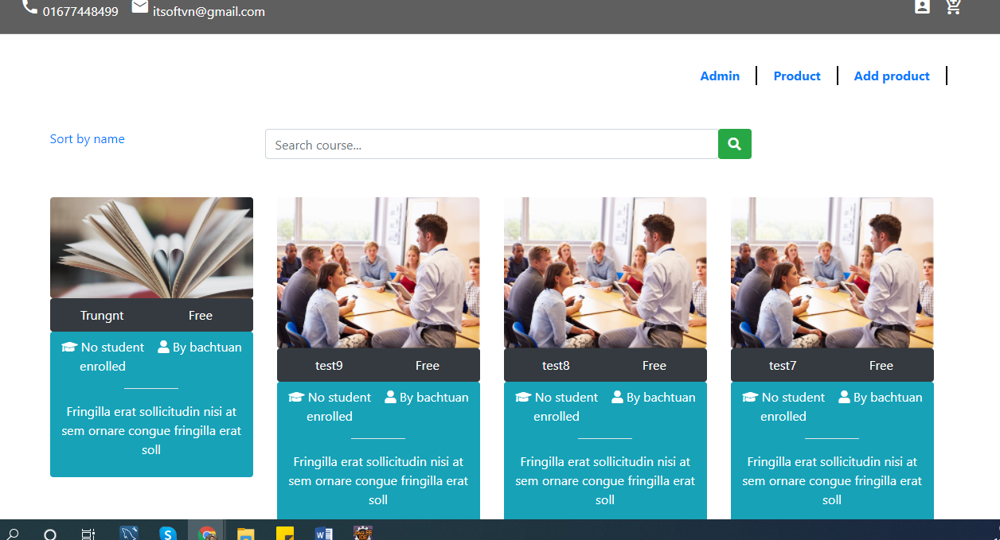 01677448499 itsoftvn@gmail.com
Admin Product Add product
Sort by name
Search course...
Trungnt Free
No student enrolled By bachtuan
Fringilla erat sollicitudin nisi at
sem ornare congue fringilla erat
soll
test9 Free
No student enrolled By bachtuan
Fringilla erat sollicitudin nisi at
sem ornare congue fringilla erat
soll
test8 Free
No student enrolled By bachtuan
Fringilla erat sollicitudin nisi at
sem ornare congue fringilla erat
soll
test7 Free
No student enrolled By bachtuan
Fringilla erat sollicitudin nisi at
sem ornare congue fringilla erat
soll